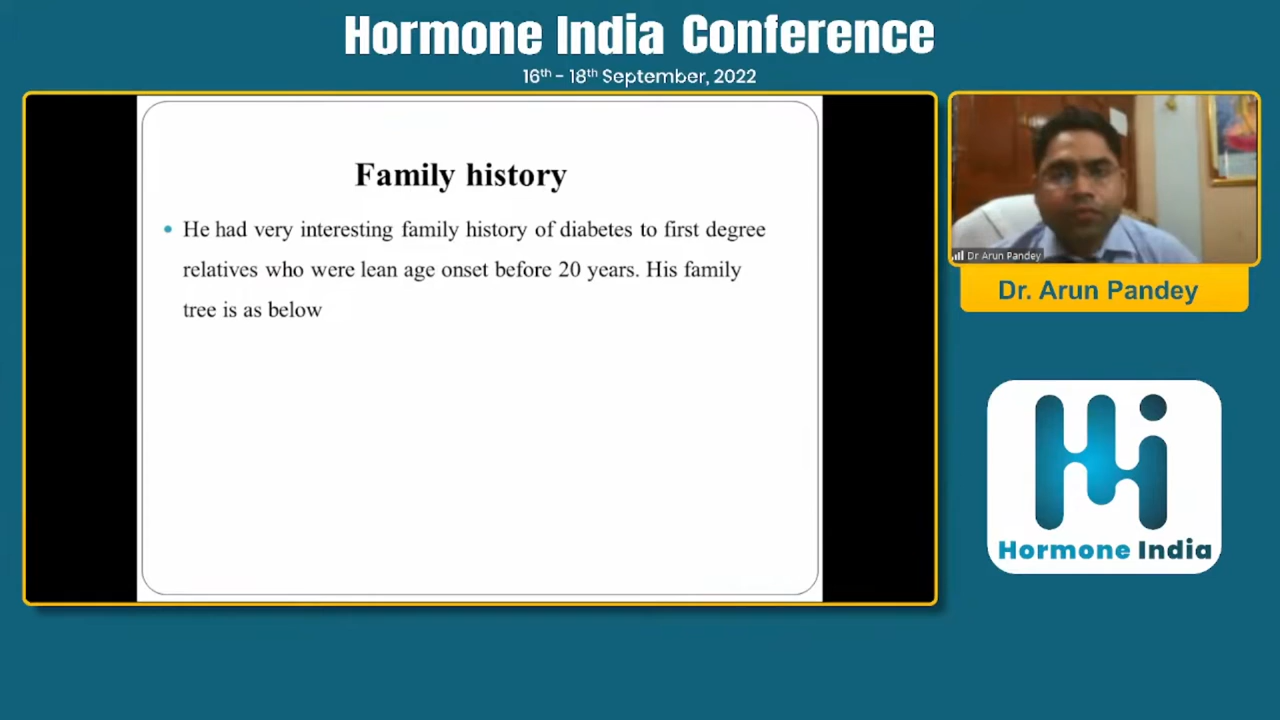 Hormone India Conference
16th - 18th September, 2022
Family history
• He had very interesting family history of diabetes to first degree
relatives who were lean age onset before 20 years. His family
tree is as below
Dr Arun Pandey
Dr. Arun Pandey
Hi
Hormone India